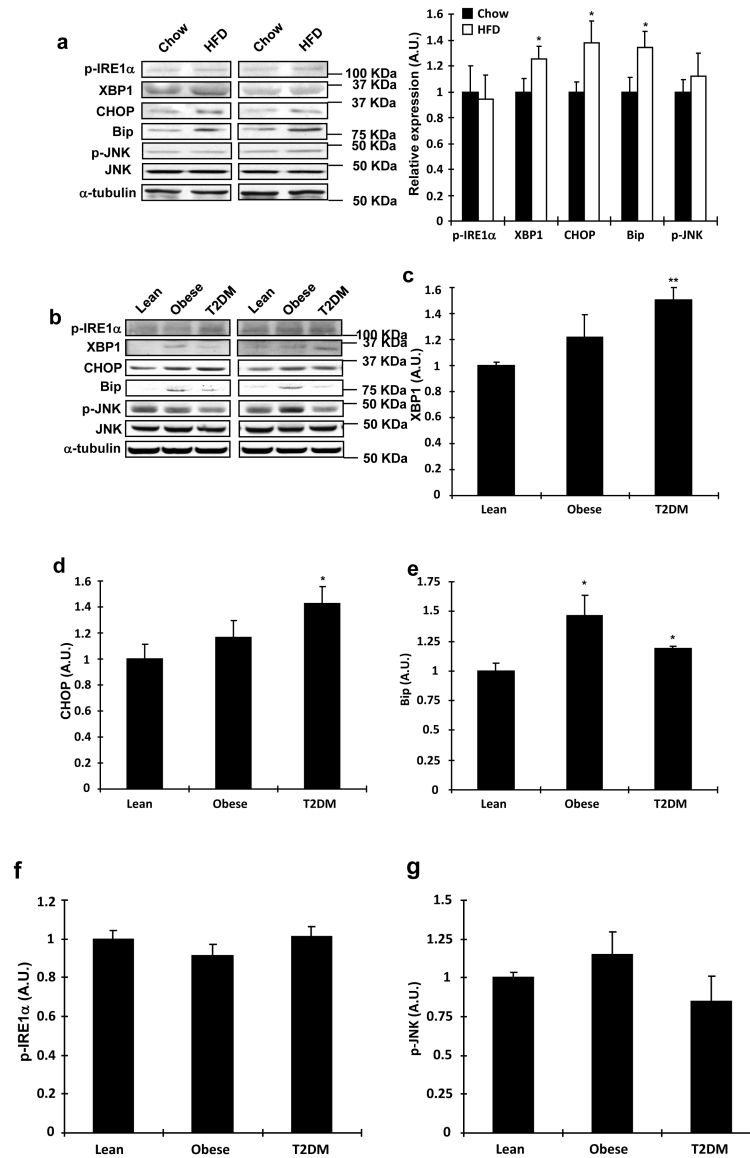 a
Chow HFD Chow HFD
p-IRE1α
XBP1
CHOP
Bip
p-JNK
JNK
α-tubulin
100 KDa
37 KDa
37 KDa
75 KDa
50 KDa
50 KDa
50 KDa
Chow
HFD
Relative expression (A.U.)
1.6
1.4
1.2
1
0.8
0.6
0.4
0.2
0
* * *
p-IRE1α XBP1 CHOP Bip p-JNK
b
Lean Obese T2DM Lean Obese T2DM
p-IRE1α
XBP1
CHOP
Bip
p-JNK
JNK
α-tubulin
100 KDa
37 KDa
37 KDa
75 KDa
50 KDa
50 KDa
50 KDa
c
XBP1 (A.U.)
1.6
1.4
1.2
1
0.8
0.6
0.4
0.2
0
**
Lean Obese T2DM
d
CHOP (A.U.)
1.6
1.4
1.2
1
0.8
0.6
0.4
0.2
0
*
Lean Obese T2DM
e
Bip (A.U.)
1.75
1.5
1.25
1
0.75
0.5
0.25
0
*
*
Lean Obese T2DM
f
p-IRE1α (A.U.)
1.2
1
0.8
0.6
0.4
0.2
0
Lean Obese T2DM
g
p-JNK (A.U.)
1.5
1.25
1
0.75
0.5
0.25
0
Lean Obese T2DM